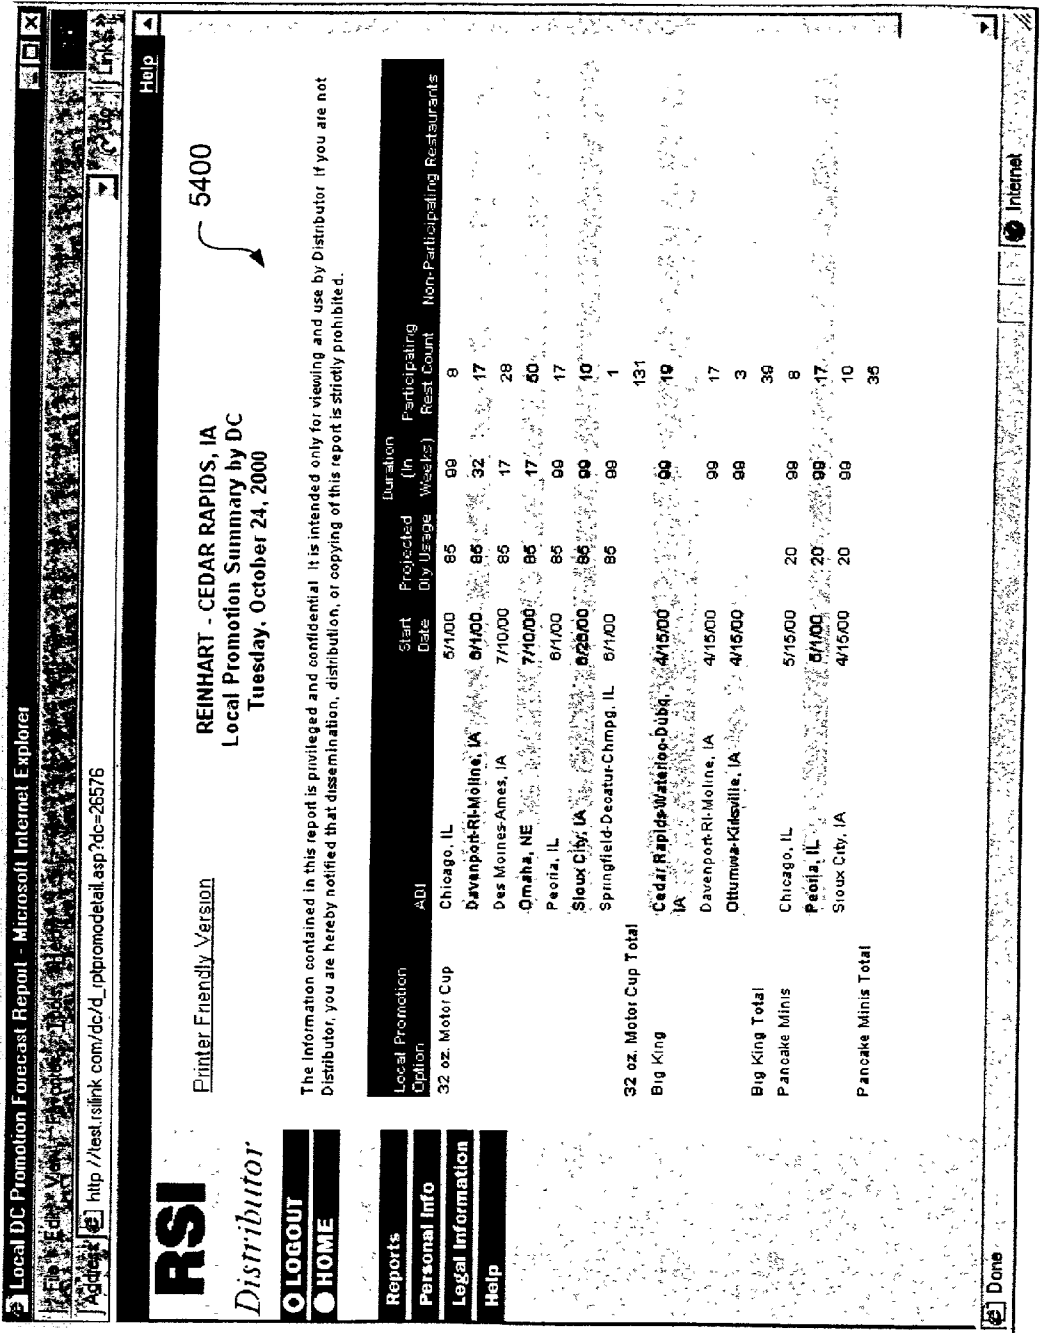 Local DC Promotion Forecast Report - Microsoft Internet Explorer
Address http //test.rsilink com/dc/d_rptpromodetail.asp?dc=26576 Go Links »
Help
RSI
Distributor
LOGOUT
HOME
Reports
Personal Info
Legal Information
Help
Printer Friendly Version
REINHART - CEDAR RAPIDS, IA
Local Promotion Summary by DC
Tuesday. October 24, 2000
5400
The Information contained in this report is privileged and confidential It is intended only for viewing and use by Distributor If you are not
Distributor, you are hereby notified that dissemination, distribution, or copying of this report is strictly prohibited.
Local Promotion Option ADI Start Date Projected Dly Usage Duration (In Weeks) Participating Rest Count Non-Participating Restaurants
32 oz. Motor Cup Chicago, IL 5/1/00 85 99 8
Davenport-RI-Moline, IA 6/1/00 85 32 17
Des Moines-Ames, IA 7/10/00 85 17 28
Omaha, NE 7/10/00 85 17 50
Peoria, IL 6/1/00 85 99 17
Sioux City, IA 85 99 10
Springfield-Decatur-Chmpg, IL 6/1/00 85 99 1
32 oz. Motor Cup Total 131
Big King Cedar Rapids-Waterloo-Dubq, 4/15/00 99 19
IA
Davenport-RI-Moline, IA 4/15/00 99 17
Ottumwa-Kirksville, IA 4/15/00 99 3
Big King Total 39
Pancake Minis Chicago, IL 5/15/00 20 99 8
Peoria, IL 20 99 17
Sioux City, IA 4/15/00 20 99 10
Pancake Minis Total 35
Done
Internet